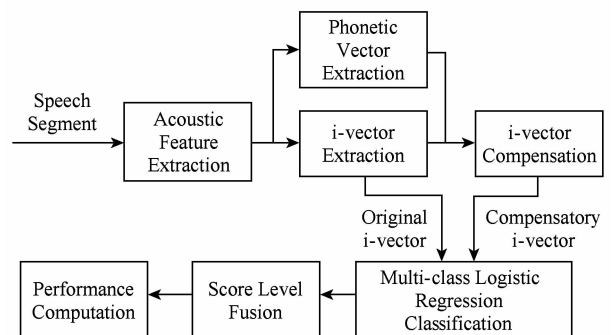 Phonetic
Vector
Extraction
Speech
Segment
Acoustic
Feature
Extraction
i-vector
Extraction
i-vector
Compensation
Original
i-vector
Compensatory
i-vector
Performance
Computation
Score Level
Fusion
Multi-class Logistic
Regression
Classification